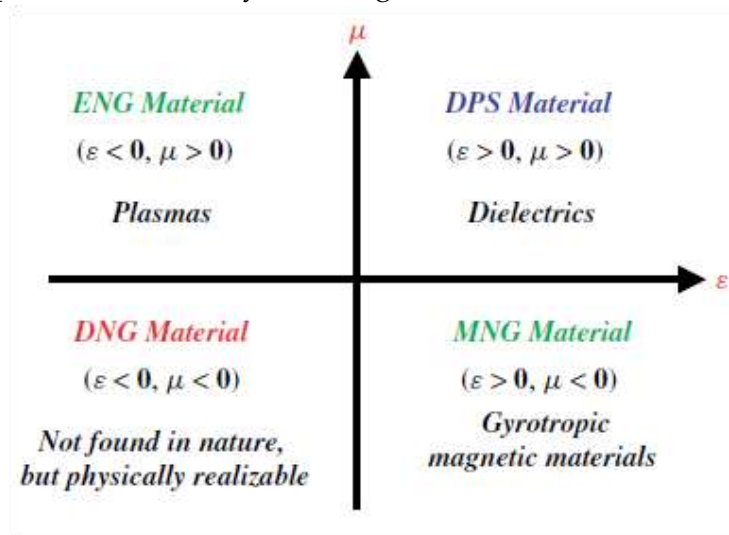 μ
ENG Material
(ε < 0, μ > 0)
Plasmas
DPS Material
(ε > 0, μ > 0)
Dielectrics
ε
DNG Material
(ε < 0, μ < 0)
Not found in nature,
but physically realizable
MNG Material
(ε > 0, μ < 0)
Gyrotropic
magnetic materials